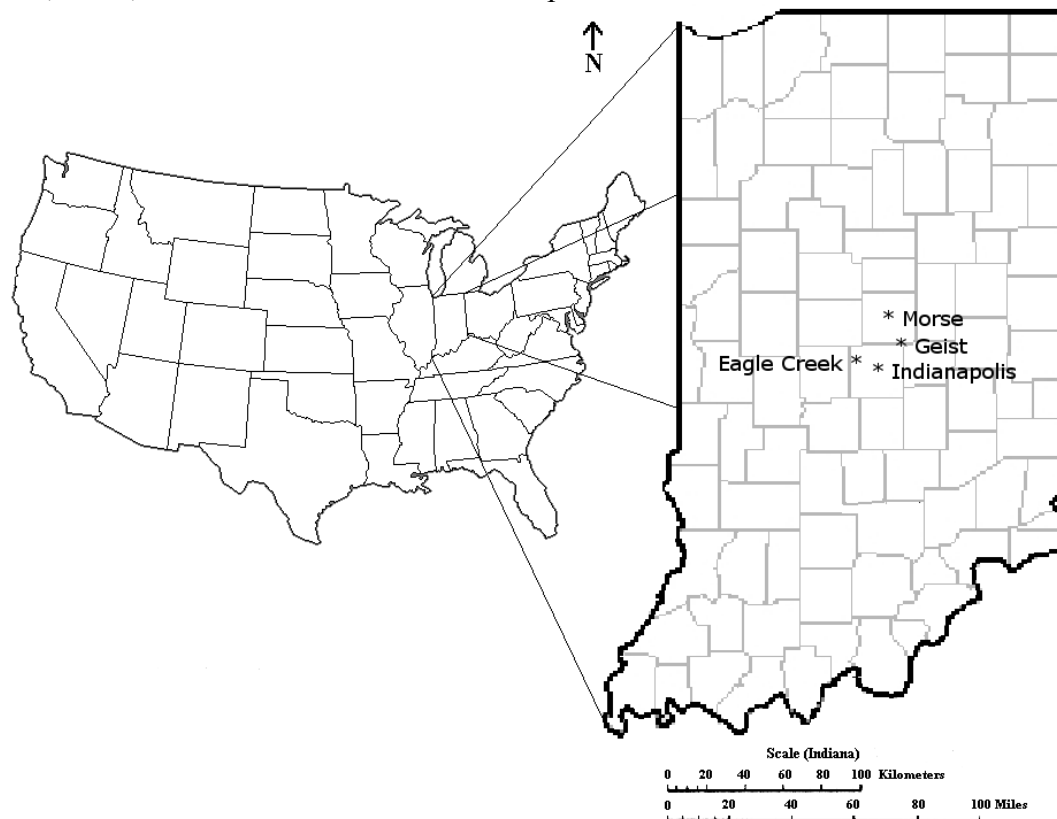 N
* Morse
* Geist
Eagle Creek *
* Indianapolis
Scale (Indiana)
0 20 40 60 80 100 Kilometers
0 20 40 60 80 100 Miles